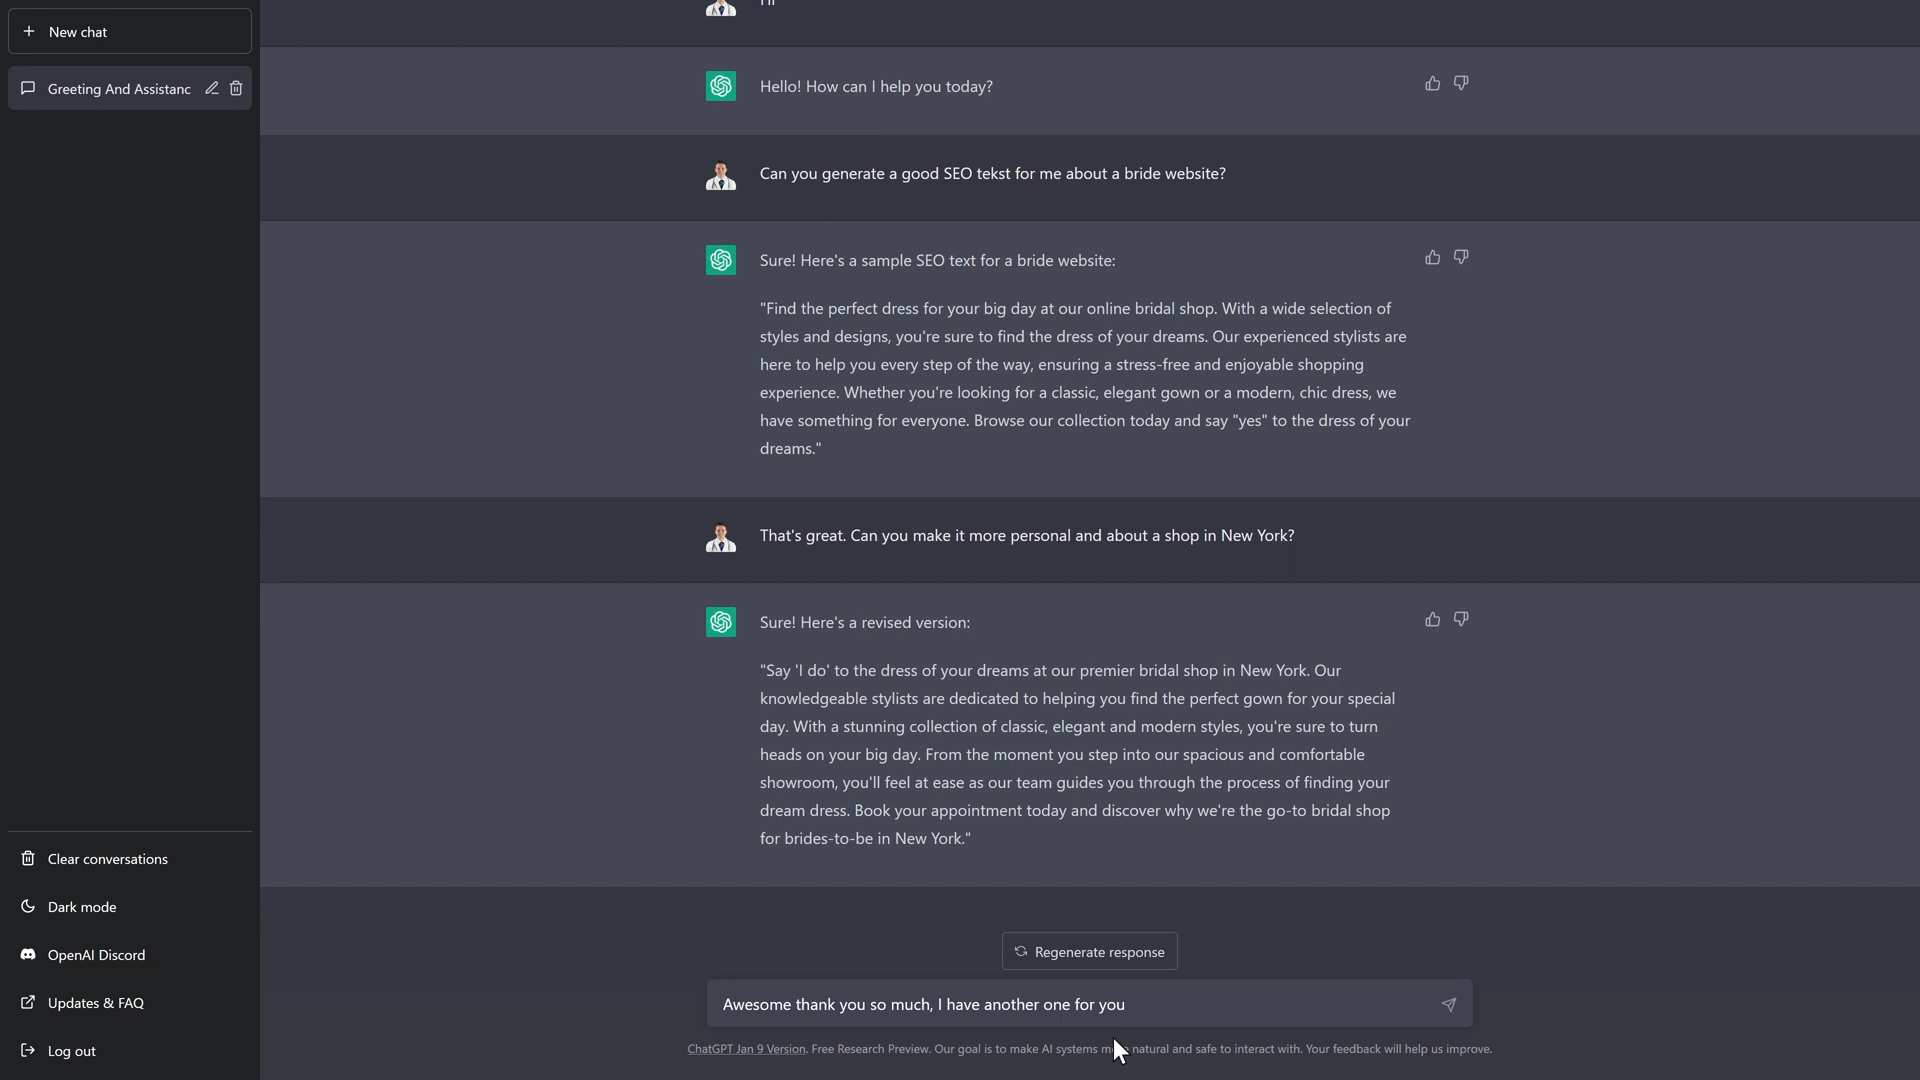 New chat
Greeting And Assistanc
Hello! How can I help you today?
Can you generate a good SEO tekst for me about a bride website?
Sure! Here's a sample SEO text for a bride website:
"Find the perfect dress for your big day at our online bridal shop. With a wide selection of
styles and designs, you're sure to find the dress of your dreams. Our experienced stylists are
here to help you every step of the way, ensuring a stress-free and enjoyable shopping
experience. Whether you're looking for a classic, elegant gown or a modern, chic dress, we
have something for everyone. Browse our collection today and say "yes" to the dress of your
dreams."
That's great. Can you make it more personal and about a shop in New York?
Sure! Here's a revised version:
"Say 'I do' to the dress of your dreams at our premier bridal shop in New York. Our
knowledgeable stylists are dedicated to helping you find the perfect gown for your special
day. With a stunning collection of classic, elegant and modern styles, you're sure to turn
heads on your big day. From the moment you step into our spacious and comfortable
showroom, you'll feel at ease as our team guides you through the process of finding your
dream dress. Book your appointment today and discover why we're the go-to bridal shop
for brides-to-be in New York."
Clear conversations
Dark mode
OpenAI Discord
Updates & FAQ
Log out
Regenerate response
Awesome thank you so much, I have another one for you
ChatGPT Jan 9 Version. Free Research Preview. Our goal is to make AI systems natural and safe to interact with. Your feedback will help us improve.